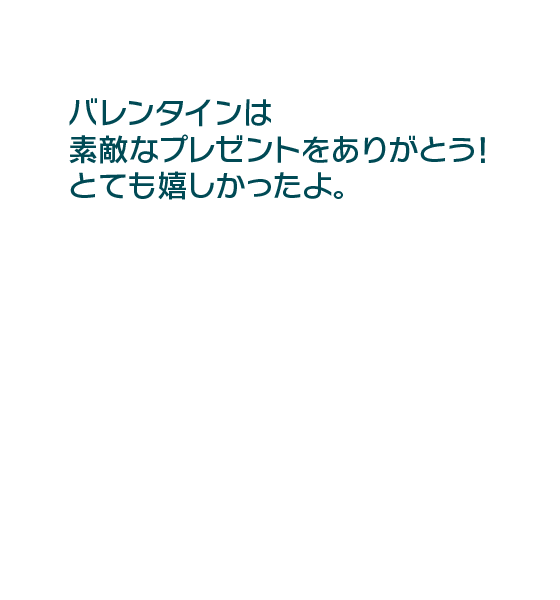 バレンタインは
素敵なプレゼントをありがとう！
とても嬉しかったよ。